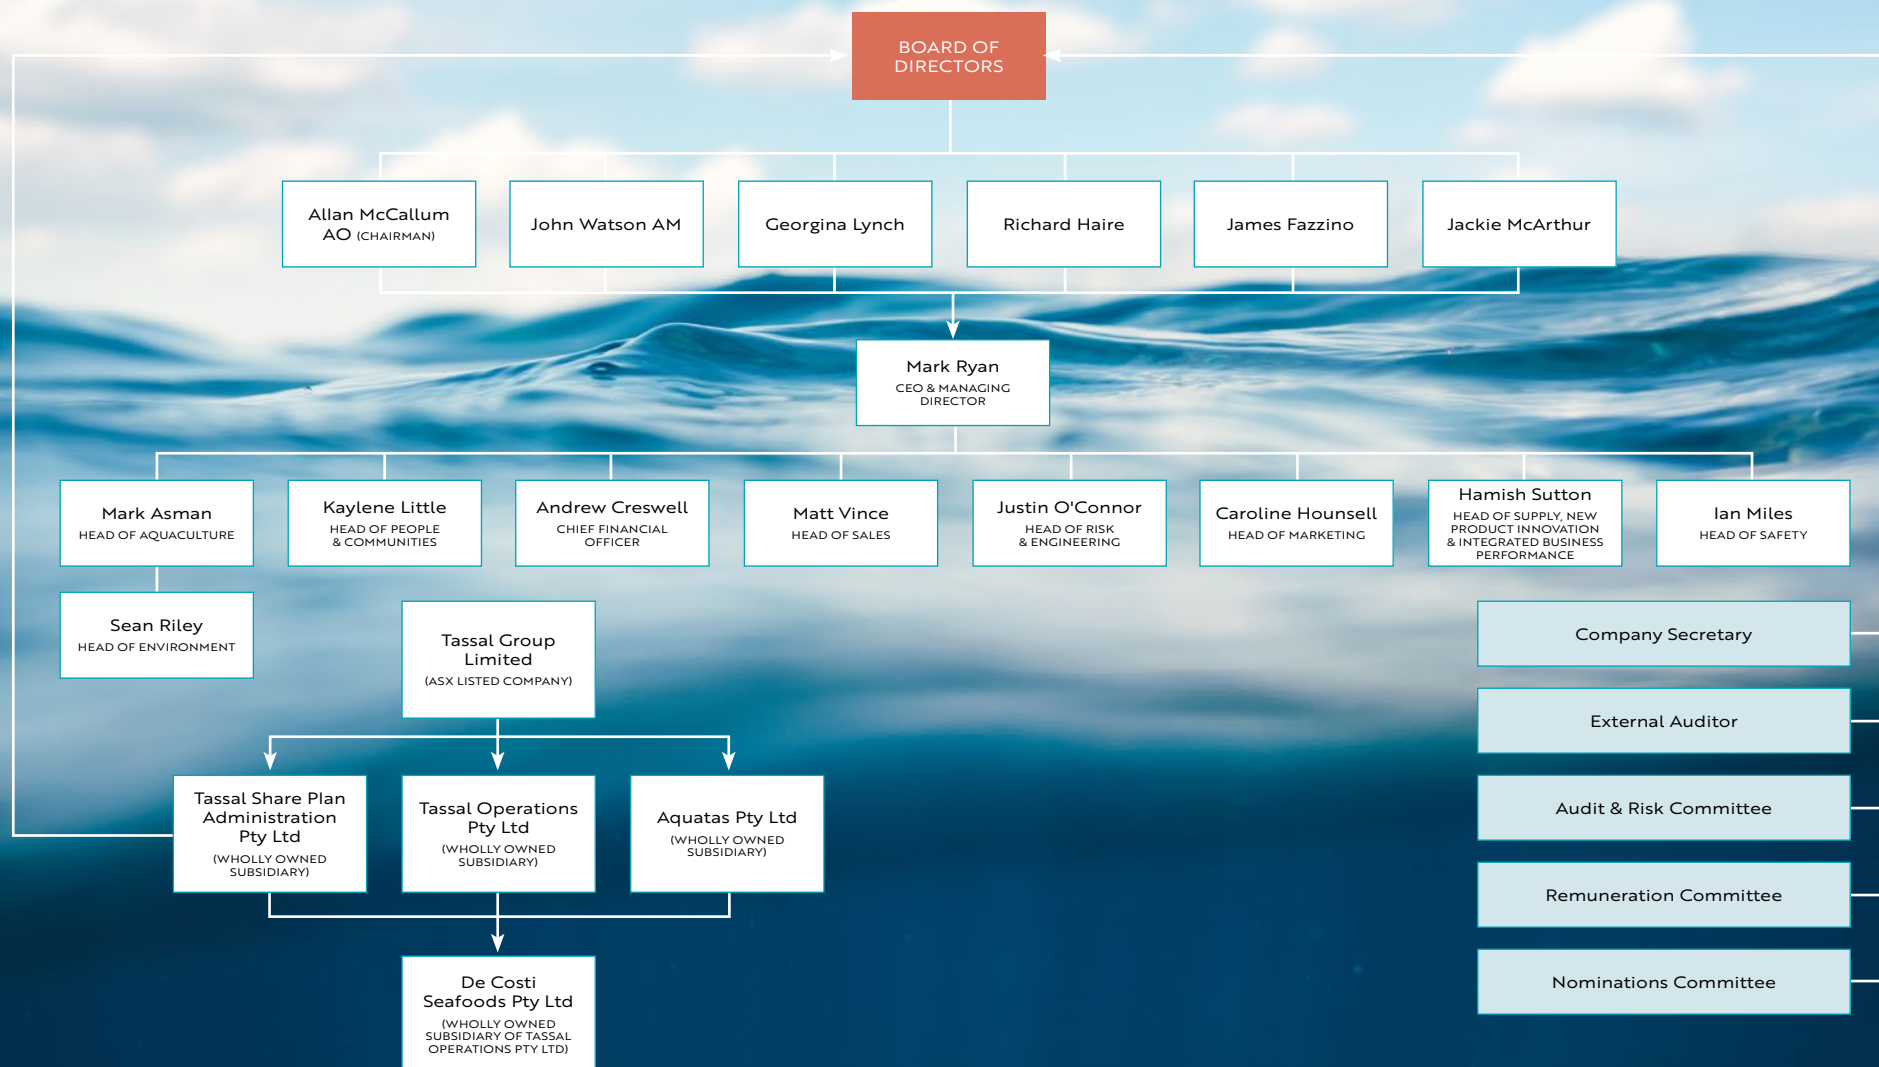 BOARD OF
DIRECTORS
Allan McCallum
AO (CHAIRMAN)
John Watson AM
Georgina Lynch
Richard Haire
James Fazzino
Jackie McArthur
Mark Ryan
CEO & MANAGING
DIRECTOR
Mark Asman
HEAD OF AQUACULTURE
Kaylene Little
HEAD OF PEOPLE
& COMMUNITIES
Andrew Creswell
CHIEF FINANCIAL
OFFICER
Matt Vince
HEAD OF SALES
Justin O'Connor
HEAD OF RISK
& ENGINEERING
Caroline Hounsell
HEAD OF MARKETING
Hamish Sutton
HEAD OF SUPPLY, NEW
PRODUCT INNOVATION
& INTEGRATED BUSINESS
PERFORMANCE
Ian Miles
HEAD OF SAFETY
Sean Riley
HEAD OF ENVIRONMENT
Tassal Group
Limited
(ASX LISTED COMPANY)
Tassal Share Plan
Administration
Pty Ltd
(WHOLLY OWNED
SUBSIDIARY)
Tassal Operations
Pty Ltd
(WHOLLY OWNED
SUBSIDIARY)
Aquatas Pty Ltd
(WHOLLY OWNED
SUBSIDIARY)
De Costi
Seafoods Pty Ltd
(WHOLLY OWNED
SUBSIDIARY OF TASSAL
OPERATIONS PTY LTD)
Company Secretary
External Auditor
Audit & Risk Committee
Remuneration Committee
Nominations Committee